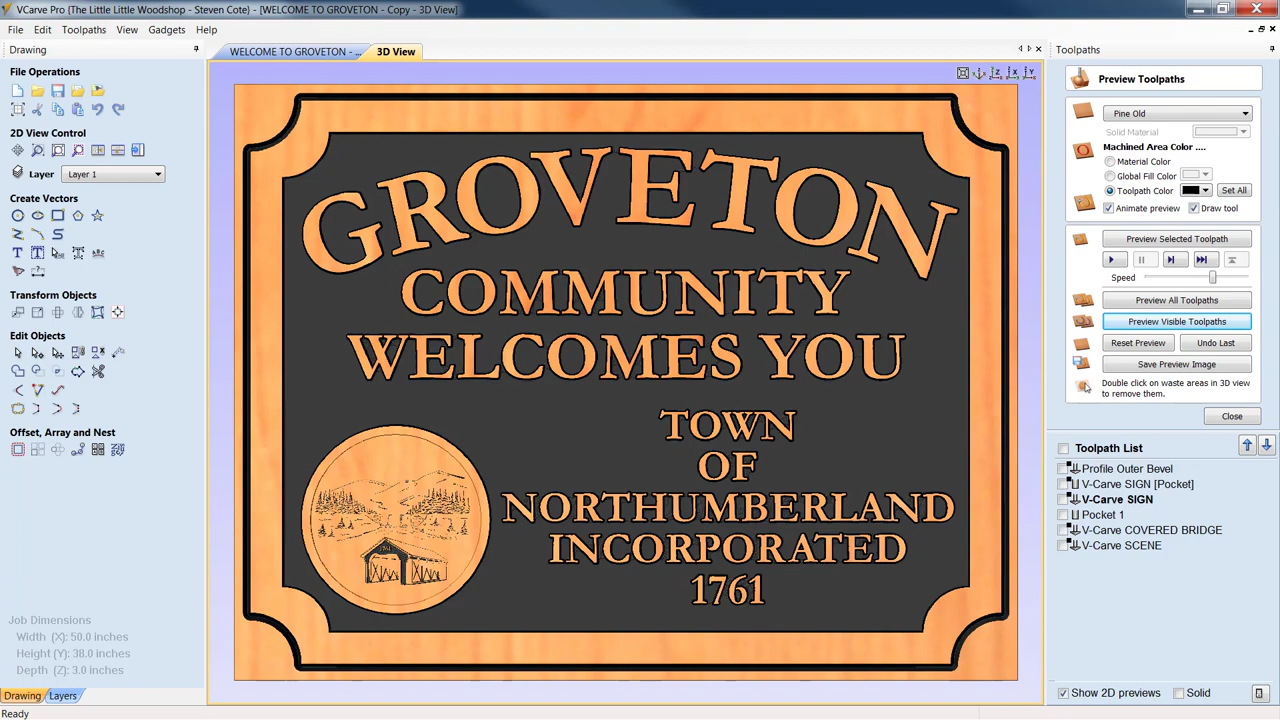 VCarve Pro (The Little Little Woodshop - Steven Cote) - [WELCOME TO GROVETON - Copy - 3D View]
File Edit Toolpaths View Gadgets Help
Drawing
File Operations
2D View Control
Layer Layer 1
Create Vectors
Transform Objects
Edit Objects
Offset, Array and Nest
Job Dimensions
Width (X): 50.0 inches
Height (Y): 38.0 inches
Depth (Z): 3.0 inches
Drawing Layers
Ready
WELCOME TO GROVETON - ... 3D View
GROVETON
COMMUNITY
WELCOMES YOU
TOWN
OF
NORTHUMBERLAND
INCORPORATED
1761
Toolpaths
Preview Toolpaths
Pine Old
Solid Material
Machined Area Color ....
Material Color
Global Fill Color
Toolpath Color Set All
Animate preview Draw tool
Preview Selected Toolpath
Speed
Preview All Toolpaths
Preview Visible Toolpaths
Reset Preview Undo Last
Save Preview Image
Double click on waste areas in 3D view
to remove them.
Close
Toolpath List
Profile Outer Bevel
V-Carve SIGN [Pocket]
V-Carve SIGN
Pocket 1
V-Carve COVERED BRIDGE
V-Carve SCENE
Show 2D previews Solid